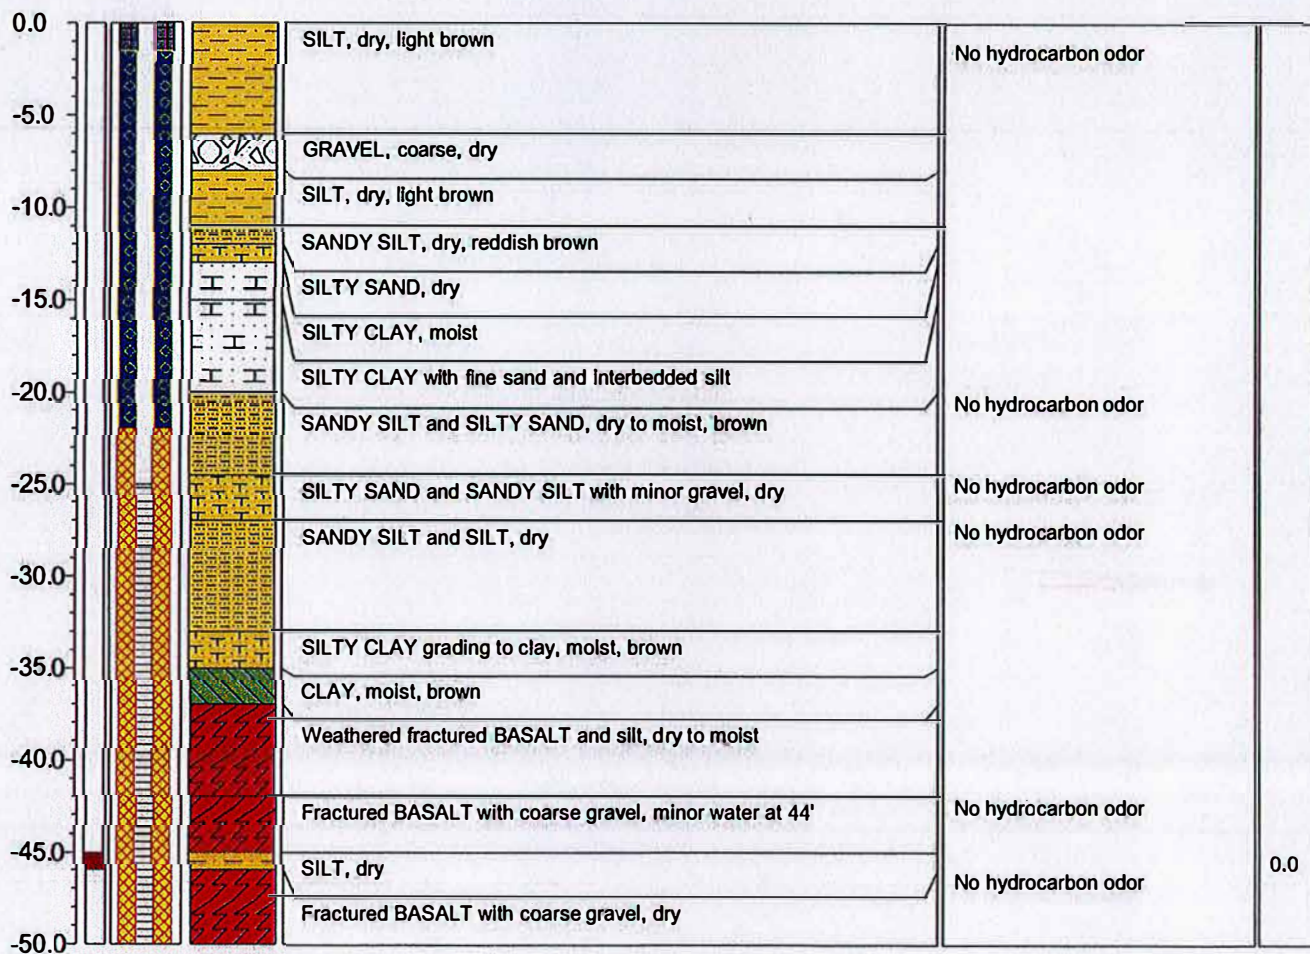 0.0
SILT, dry, light brown
No hydrocarbon odor
-5.0
GRAVEL, coarse, dry
SILT, dry, light brown
-10.0
SANDY SILT, dry, reddish brown
SILTY SAND, dry
-15.0
SILTY CLAY, moist
SILTY CLAY with fine sand and interbedded silt
-20.0
No hydrocarbon odor
SANDY SILT and SILTY SAND, dry to moist, brown
-25.0
SILTY SAND and SANDY SILT with minor gravel, dry
No hydrocarbon odor
SANDY SILT and SILT, dry
No hydrocarbon odor
-30.0
SILTY CLAY grading to clay, moist, brown
-35.0
CLAY, moist, brown
Weathered fractured BASALT and silt, dry to moist
-40.0
Fractured BASALT with coarse gravel, minor water at 44'
No hydrocarbon odor
-45.0
SILT, dry
No hydrocarbon odor
0.0
Fractured BASALT with coarse gravel, dry
-50.0